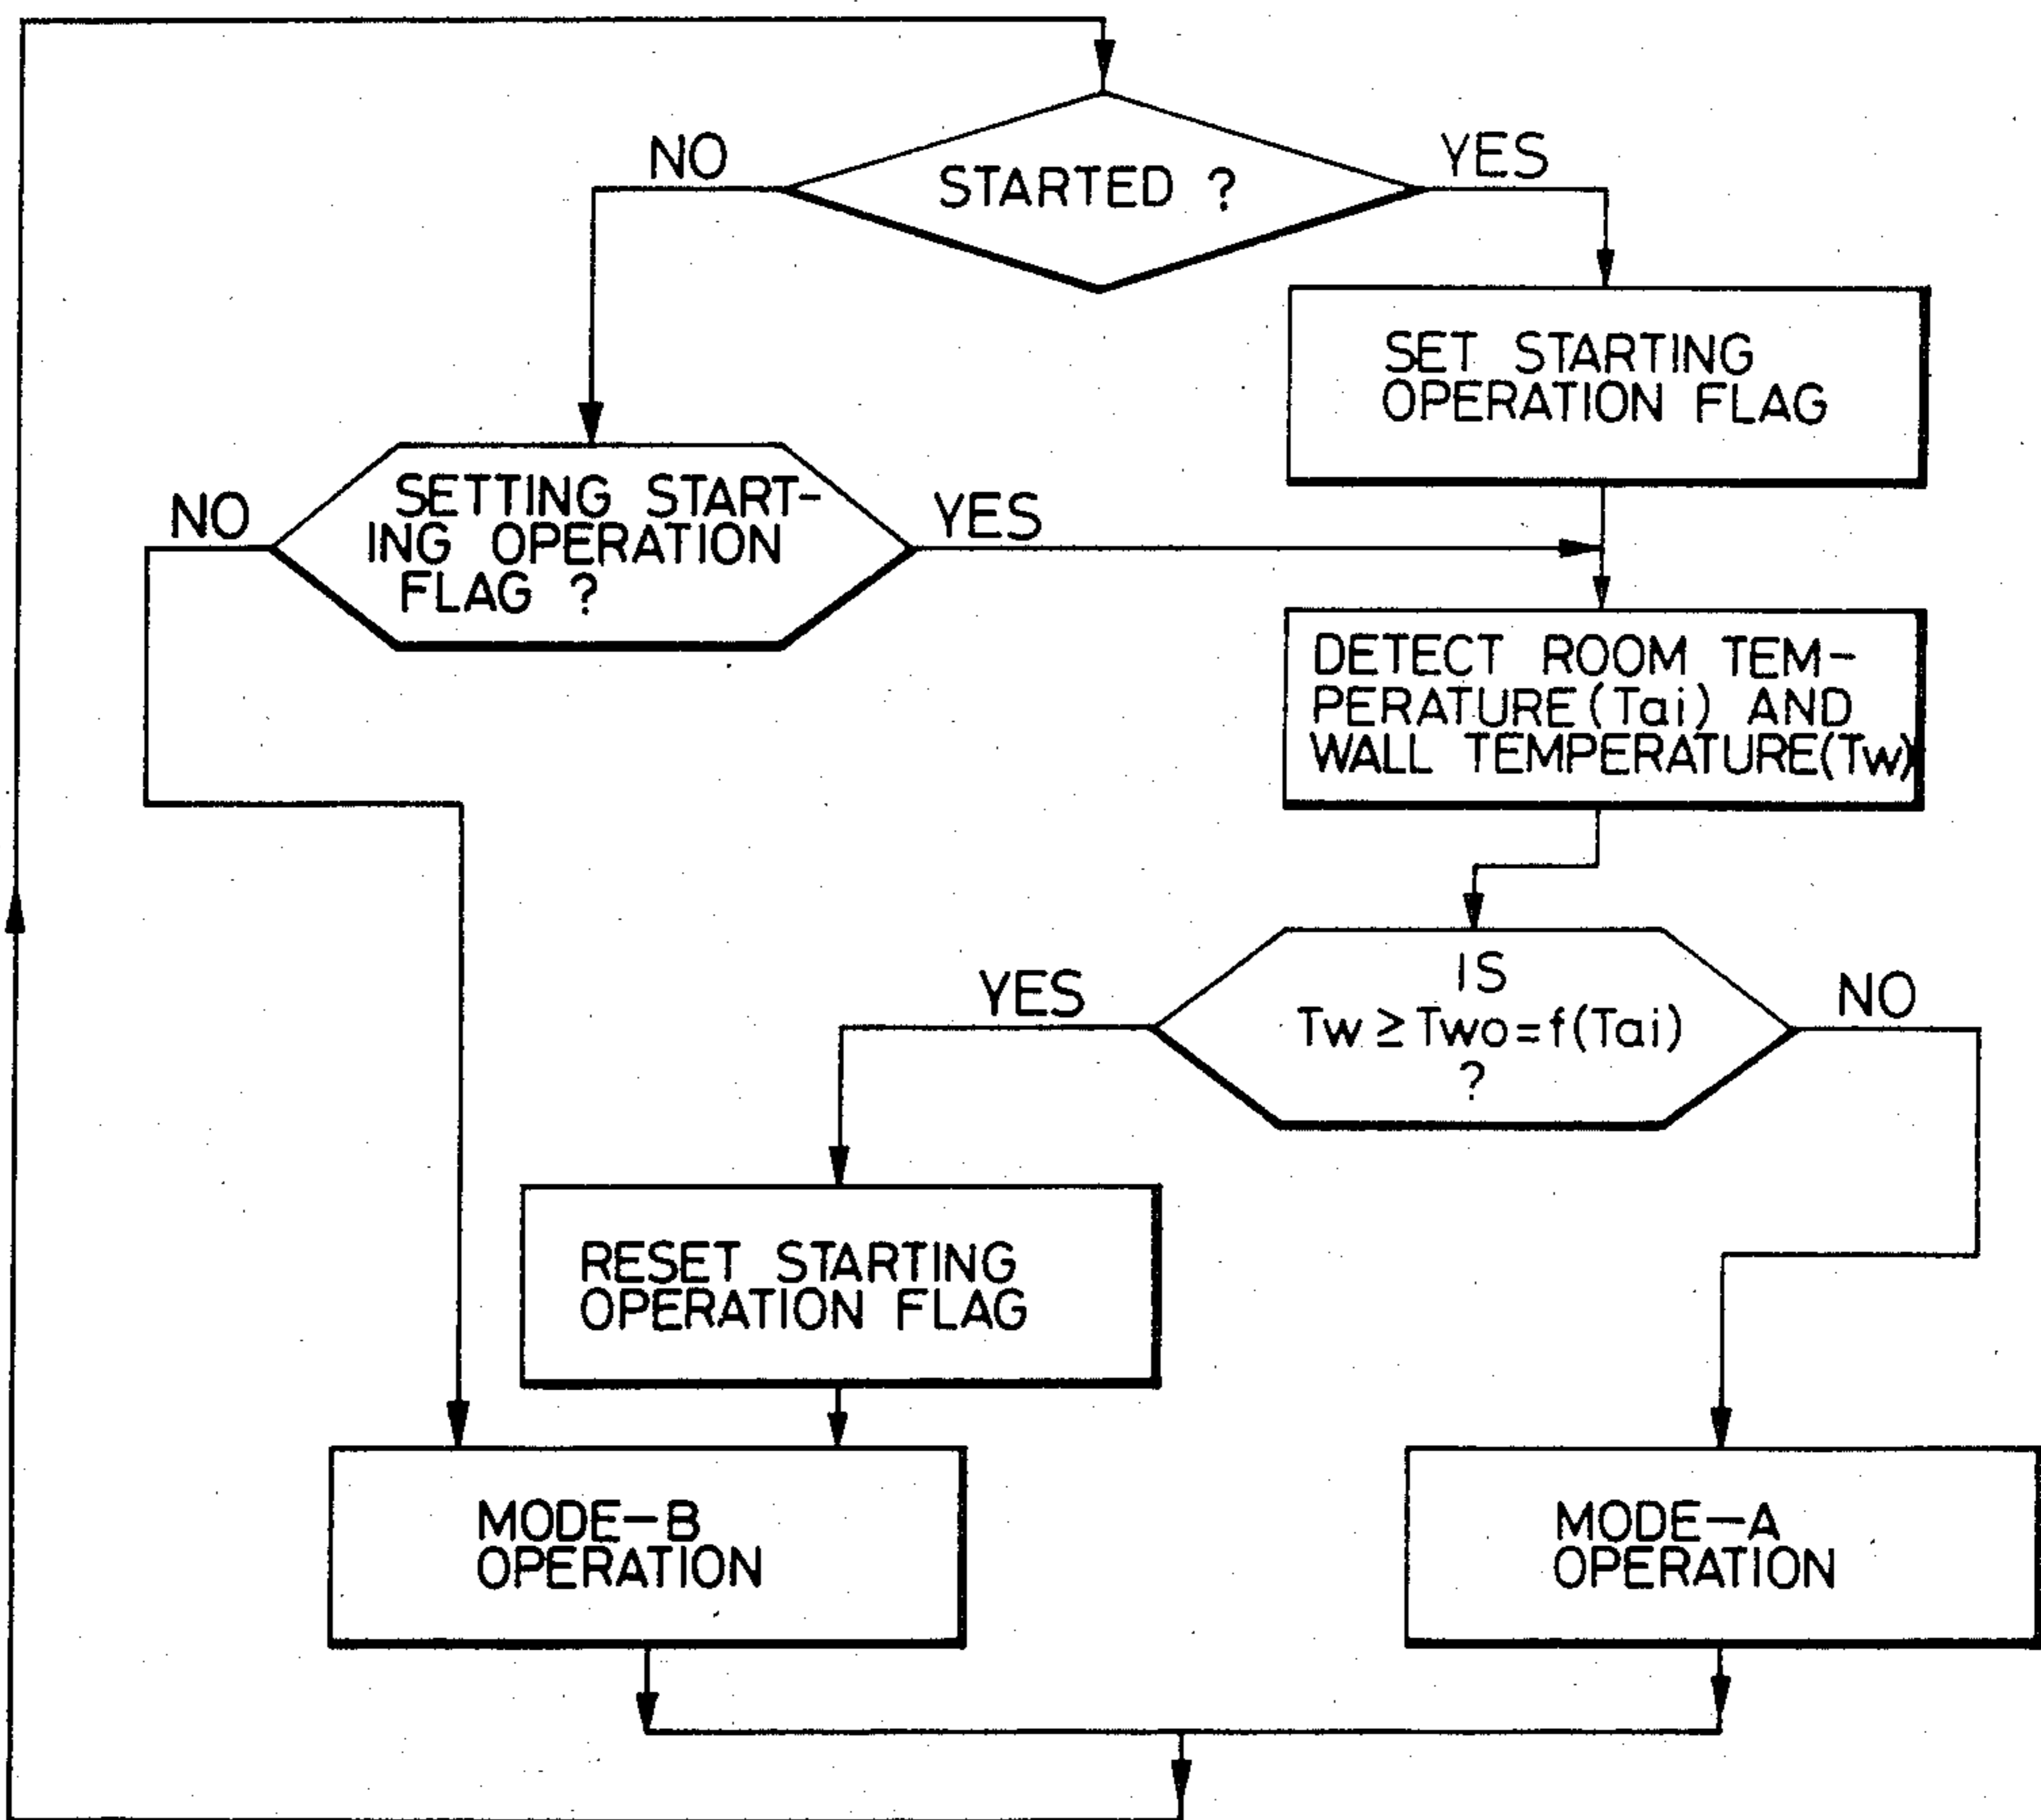 NO
STARTED ?
YES
SET STARTING
OPERATION FLAG
NO
SETTING START-
ING OPERATION
FLAG ?
YES
DETECT ROOM TEM-
PERATURE(Tai) AND
WALL TEMPERATURE(Tw)
YES
IS
Tw ≥ Two=f(Tai)
?
NO
RESET STARTING
OPERATION FLAG
MODE-B
OPERATION
MODE-A
OPERATION